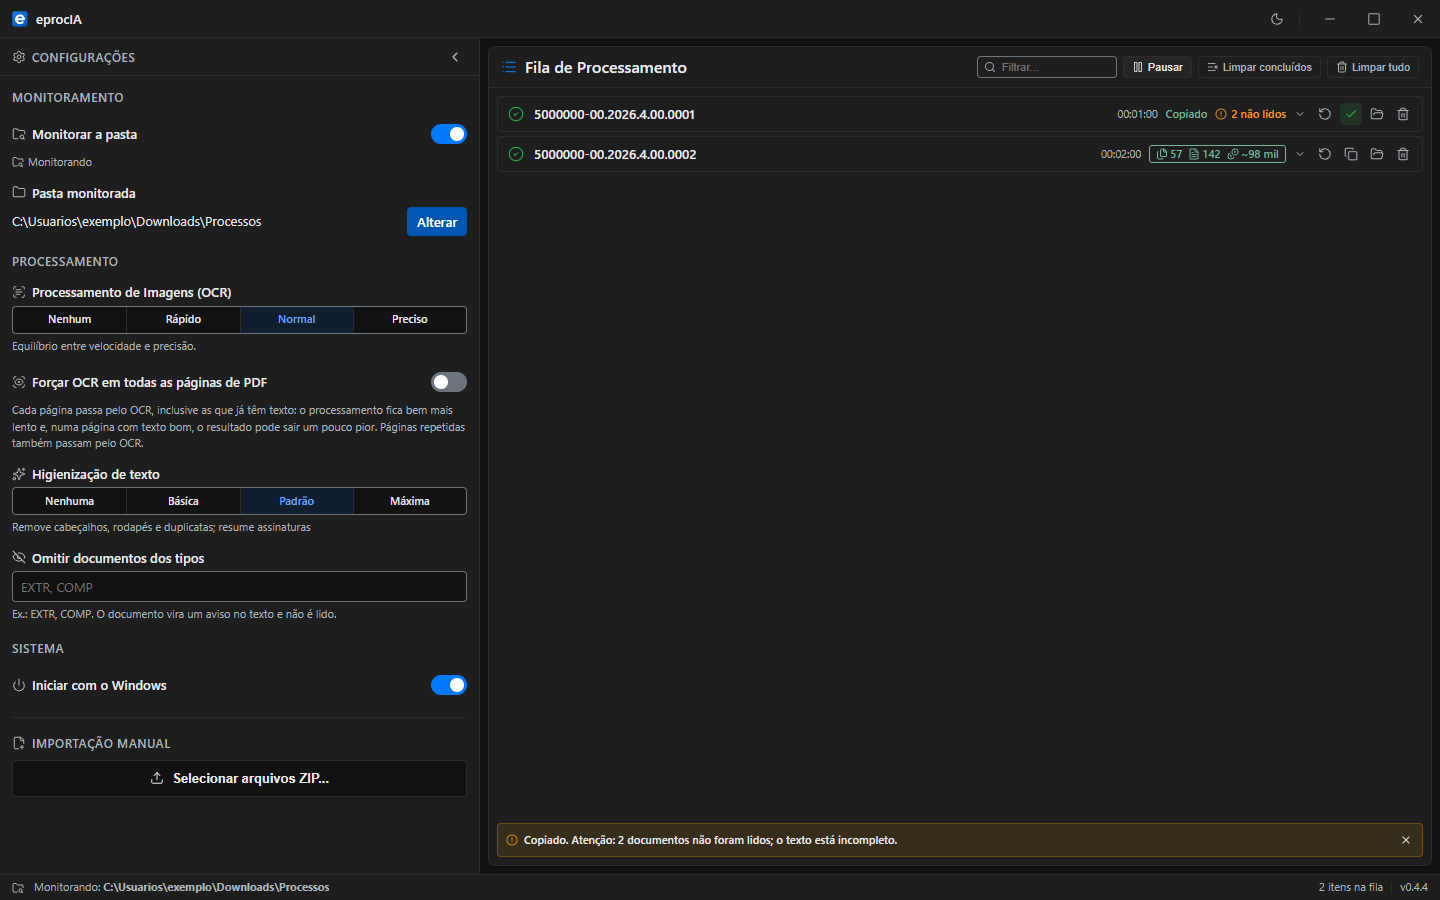 eprocIA
CONFIGURAÇÕES
MONITORAMENTO
Monitorar a pasta
Monitorando
Pasta monitorada
C:\Usuarios\exemplo\Downloads\Processos
Alterar
PROCESSAMENTO
Processamento de Imagens (OCR)
Nenhum Rápido Normal Preciso
Equilíbrio entre velocidade e precisão.
Forçar OCR em todas as páginas de PDF
Cada página passa pelo OCR, inclusive as que já têm texto: o processamento fica bem mais
lento e, numa página com texto bom, o resultado pode sair um pouco pior. Páginas repetidas
também passam pelo OCR.
Higienização de texto
Nenhuma Básica Padrão Máxima
Remove cabeçalhos, rodapés e duplicatas; resume assinaturas
Omitir documentos dos tipos
EXTR, COMP
Ex.: EXTR, COMP. O documento vira um aviso no texto e não é lido.
SISTEMA
Iniciar com o Windows
IMPORTAÇÃO MANUAL
Selecionar arquivos ZIP...
Fila de Processamento
Filtrar... Pausar Limpar concluídos Limpar tudo
5000000-00.2026.4.00.0001 00:01:00 Copiado 2 não lidos
5000000-00.2026.4.00.0002 00:02:00 57 142 ~98 mil
Copiado. Atenção: 2 documentos não foram lidos; o texto está incompleto.
Monitorando: C:\Usuarios\exemplo\Downloads\Processos
2 itens na fila v0.4.4